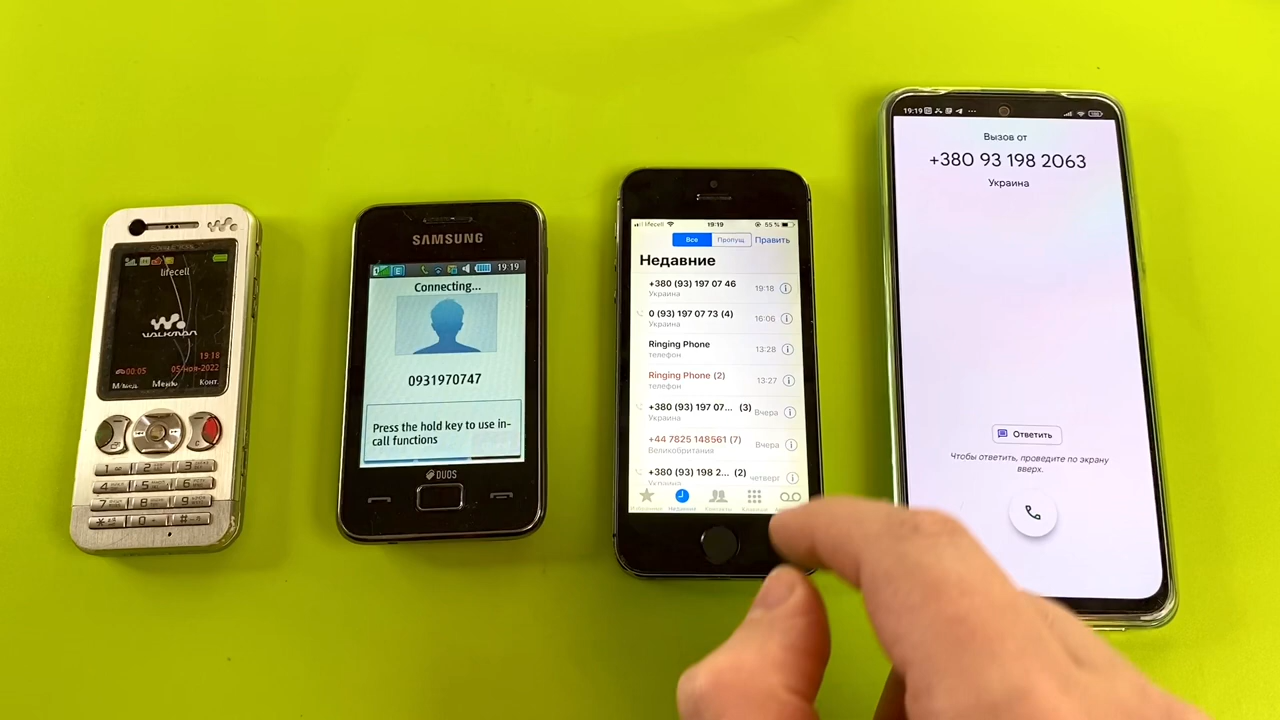 lifecell
WALKMAN
19:18
00:05
05-ноя-2022
Меню
Конт.
SAMSUNG
19:19
Connecting...
0931970747
Press the hold key to use in-
call functions
DUOS
lifecell 19:19 55 %
Все Пропущ. Править
Недавние
+380 (93) 197 07 46
Украина
19:18
0 (93) 197 07 73 (4)
Украина
16:06
Ringing Phone
телефон
13:28
Ringing Phone (2)
телефон
13:27
+380 (93) 197 07... (3)
Украина
Вчера
+44 7825 148561 (7)
Великобритания
Вчера
+380 (93) 198 2... (2)
Украина
четверг
Недавние
19:19
Вызов от
+380 93 198 2063
Украина
Ответить
Чтобы ответить, проведите по экрану
вверх.